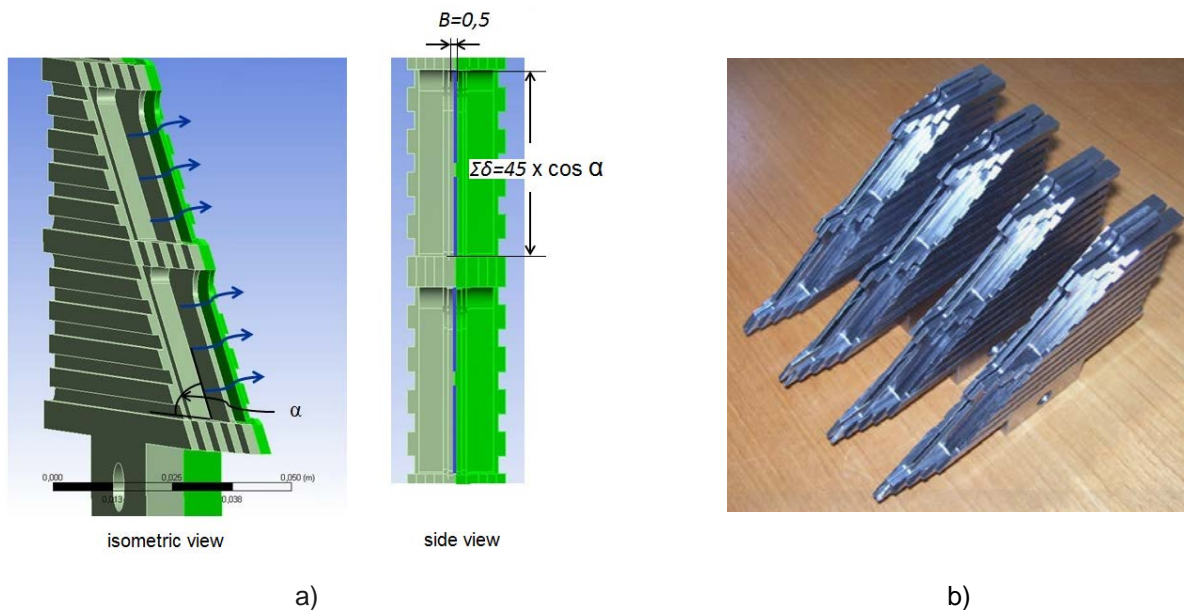 B=0,5
Σδ=45 x cos α
α
0,000 0,025 0,050 (m)
0,013 0,038
isometric view
side view
a)
b)